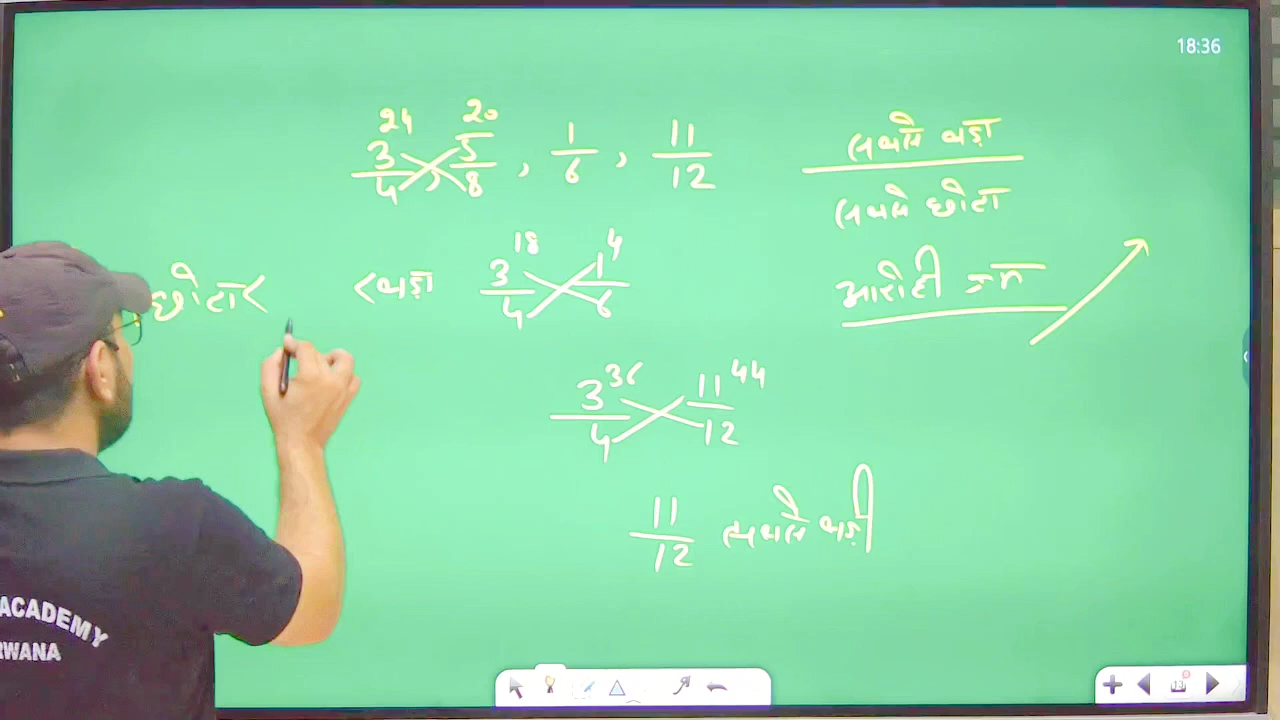 18:36
24 20
3/4 , 5/8 , 1/6 , 11/12
सबसे बड़ा
सबसे छोटा
18 4
छोटा< <बड़ा 3/4 1/6
आरोही क्रम
36 44
3/4 11/12
11/12 सबसे बड़ी
ACADEMY
RWANA
13